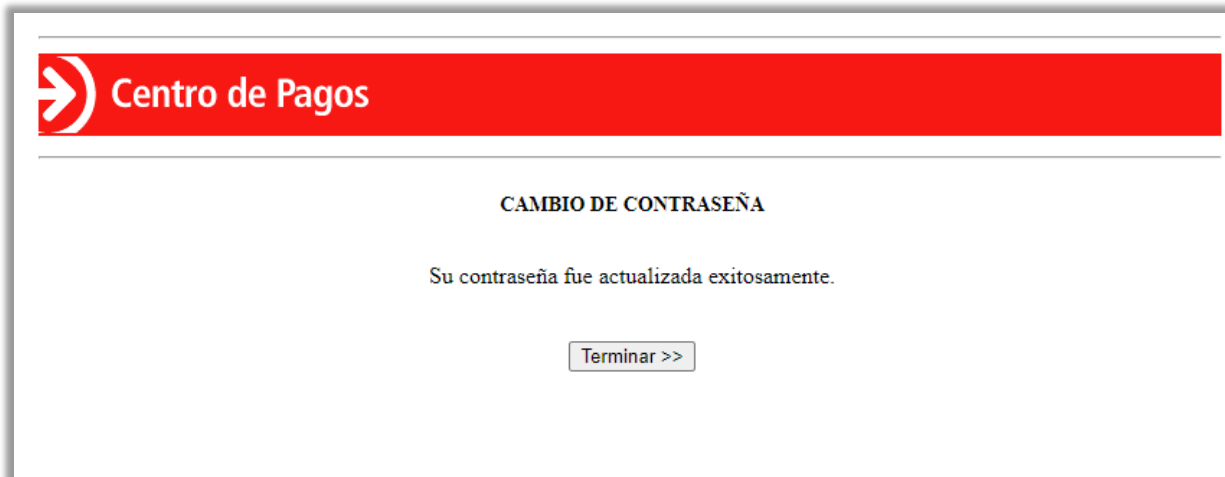 Centro de Pagos
CAMBIO DE CONTRASEÑA
Su contraseña fue actualizada exitosamente.
Terminar >>